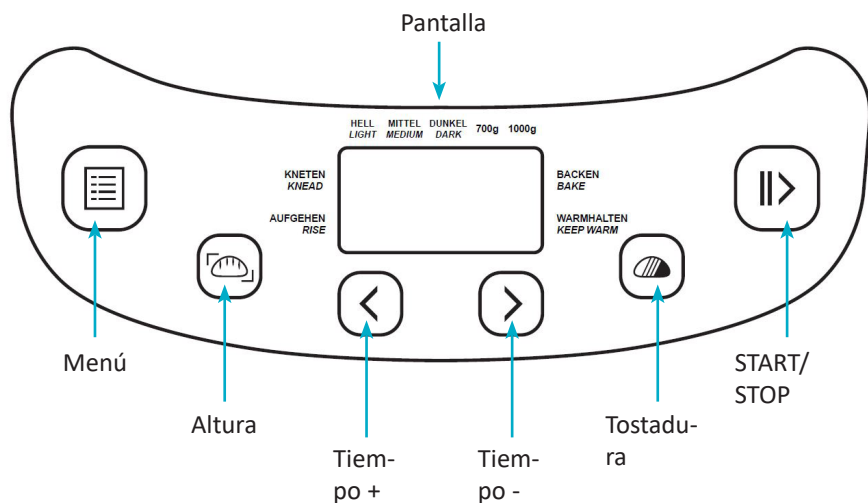 Pantalla
HELL MITTEL DUNKEL 700g 1000g
LIGHT MEDIUM DARK
KNETEN
KNEAD
BACKEN
BAKE
AUFGEHEN
RISE
WARMHALTEN
KEEP WARM
Menú
START/
STOP
Altura
Tostadu-
ra
Tiem-
po +
Tiem-
po -